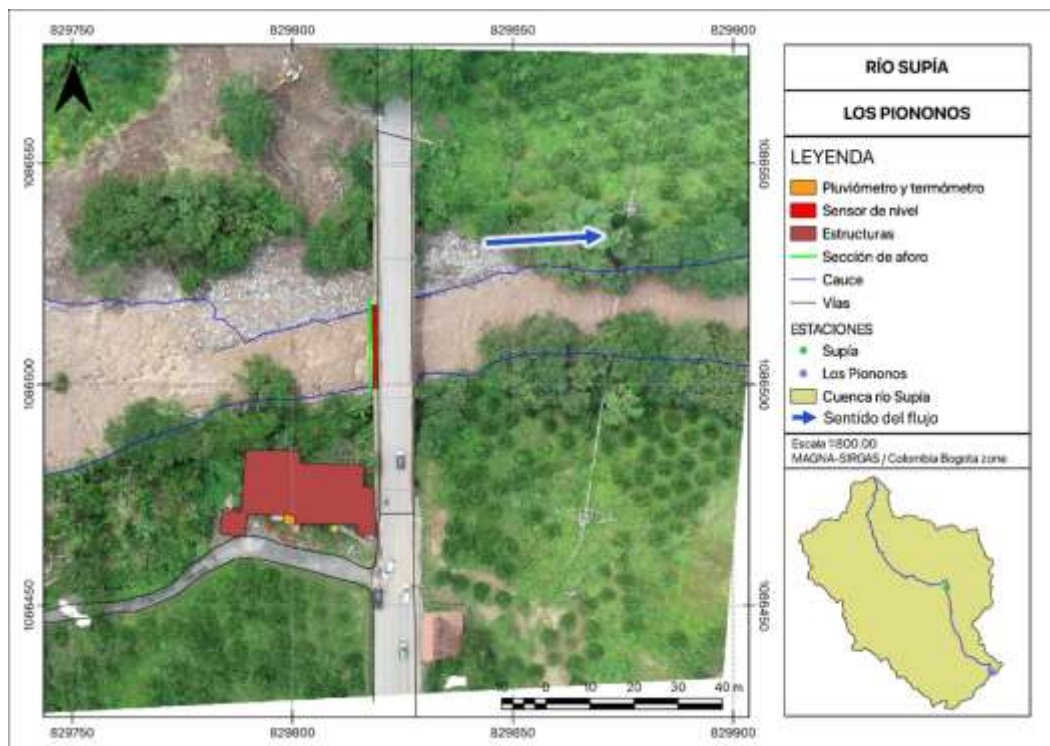 829750 829800 829850 829900
RÍO SUPÍA
LOS PIONONOS
LEYENDA
Pluviómetro y termómetro
Sensor de nivel
Estructuras
Sección de aforo
Cauce
Vías
ESTACIONES
Supía
Los Piononos
Cuenca río Supía
Sentido del flujo
Escala 1:800.00
MAGNA-SIRGAS / Colombia Bogota zone
1086550 1086550
1086500 1086500
1086450 1086450
10 0 10 20 30 40 m
829750 829800 829850 829900